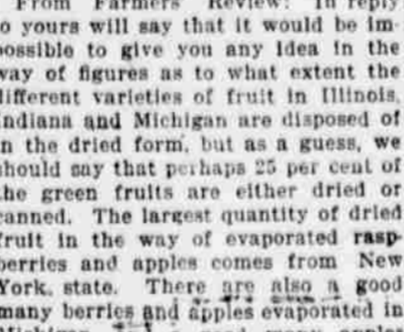 From Farmers' Review: In reply
o yours will say that it would be im-
possible to give you any idea in the
way of figures as to what extent the
different varieties of fruit in Illinois,
Indiana and Michigan are disposed of
in the dried form, but as a guess, we
should say that perhaps 25 per cent of
the green fruits are either dried or
canned. The largest quantity of dried
fruit in the way of evaporated rasp-
berries and apples comes from New
York. state. There are also a good
many berries and apples evaporated in